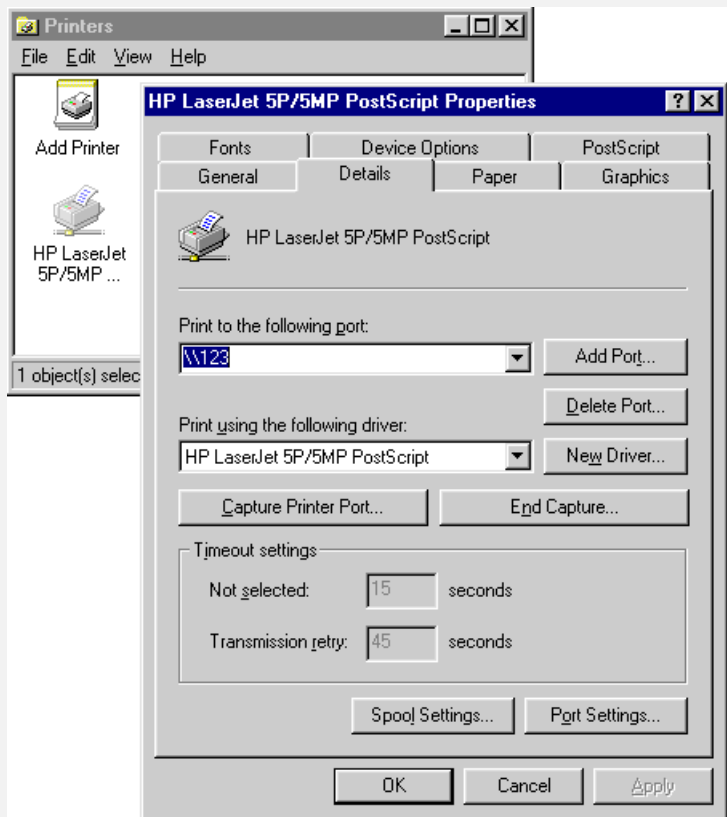 Printers
File Edit View Help
Add Printer
HP LaserJet
5P/5MP ...
1 object(s) selec
HP LaserJet 5P/5MP PostScript Properties
Fonts Device Options PostScript
General Details Paper Graphics
HP LaserJet 5P/5MP PostScript
Print to the following port:
\\123
Add Port...
Delete Port...
Print using the following driver:
HP LaserJet 5P/5MP PostScript
New Driver...
Capture Printer Port... End Capture...
Timeout settings
Not selected: 15 seconds
Transmission retry: 45 seconds
Spool Settings... Port Settings...
OK Cancel Apply